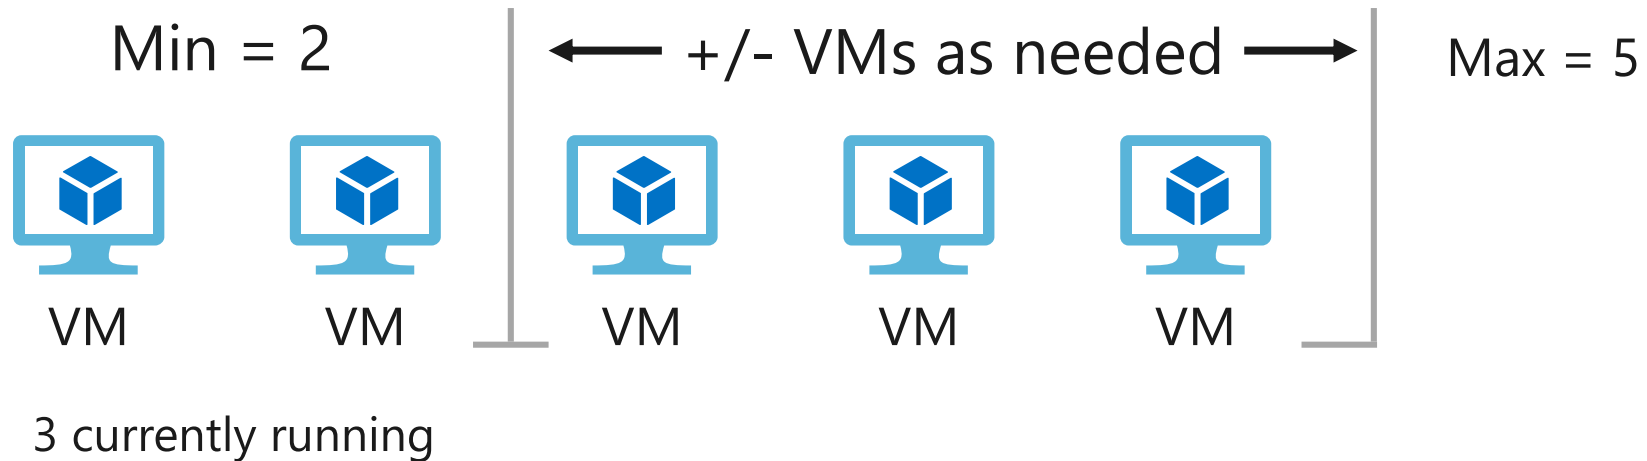 Min = 2
+/- VMs as needed
Max = 5
VM
VM
VM
VM
VM
3 currently running